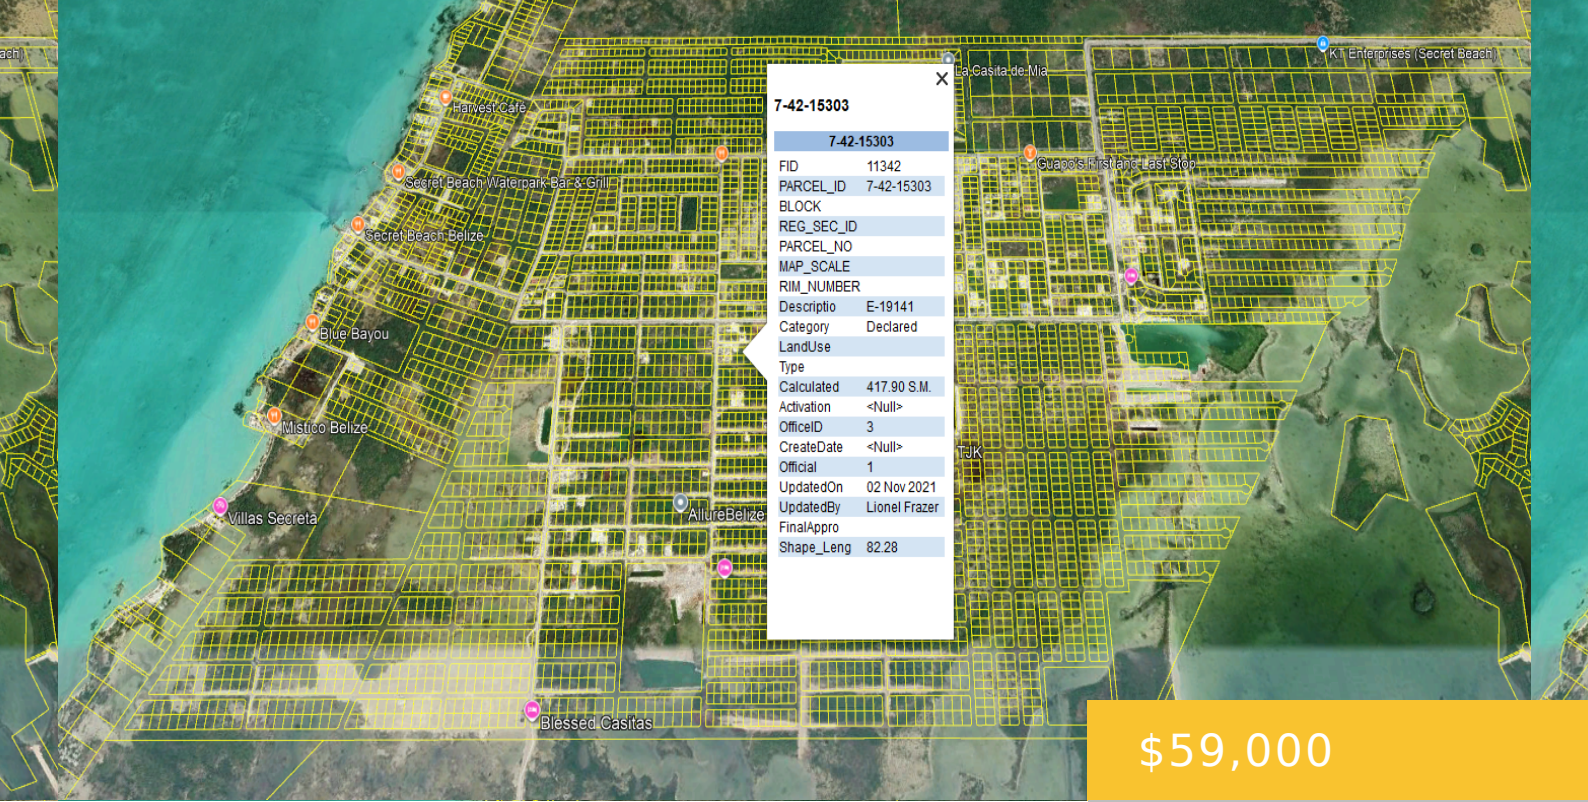 ach)
KT Enterprises (Secret Beach)
La Casita de Mia
Harvest Café
Guapo's First and Last Stop
Secret Beach Waterpark Bar & Grill
Secret Beach Belize
Blue Bayou
Mistico Belize
Villas Secreta
AllureBelize
TJK
Blessed Casitas
7-42-15303
7-42-15303
FID 11342
PARCEL_ID 7-42-15303
BLOCK
REG_SEC_ID
PARCEL_NO
MAP_SCALE
RIM_NUMBER
Descriptio E-19141
Category Declared
LandUse
Type
Calculated 417.90 S.M.
Activation <Null>
OfficeID 3
CreateDate <Null>
Official 1
UpdatedOn 02 Nov 2021
UpdatedBy Lionel Frazer
FinalAppro
Shape_Leng 82.28
$59,000